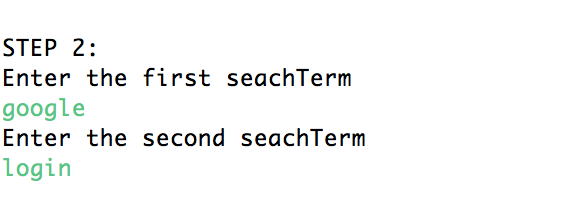 STEP 2:
Enter the first seachTerm
google
Enter the second seachTerm
login